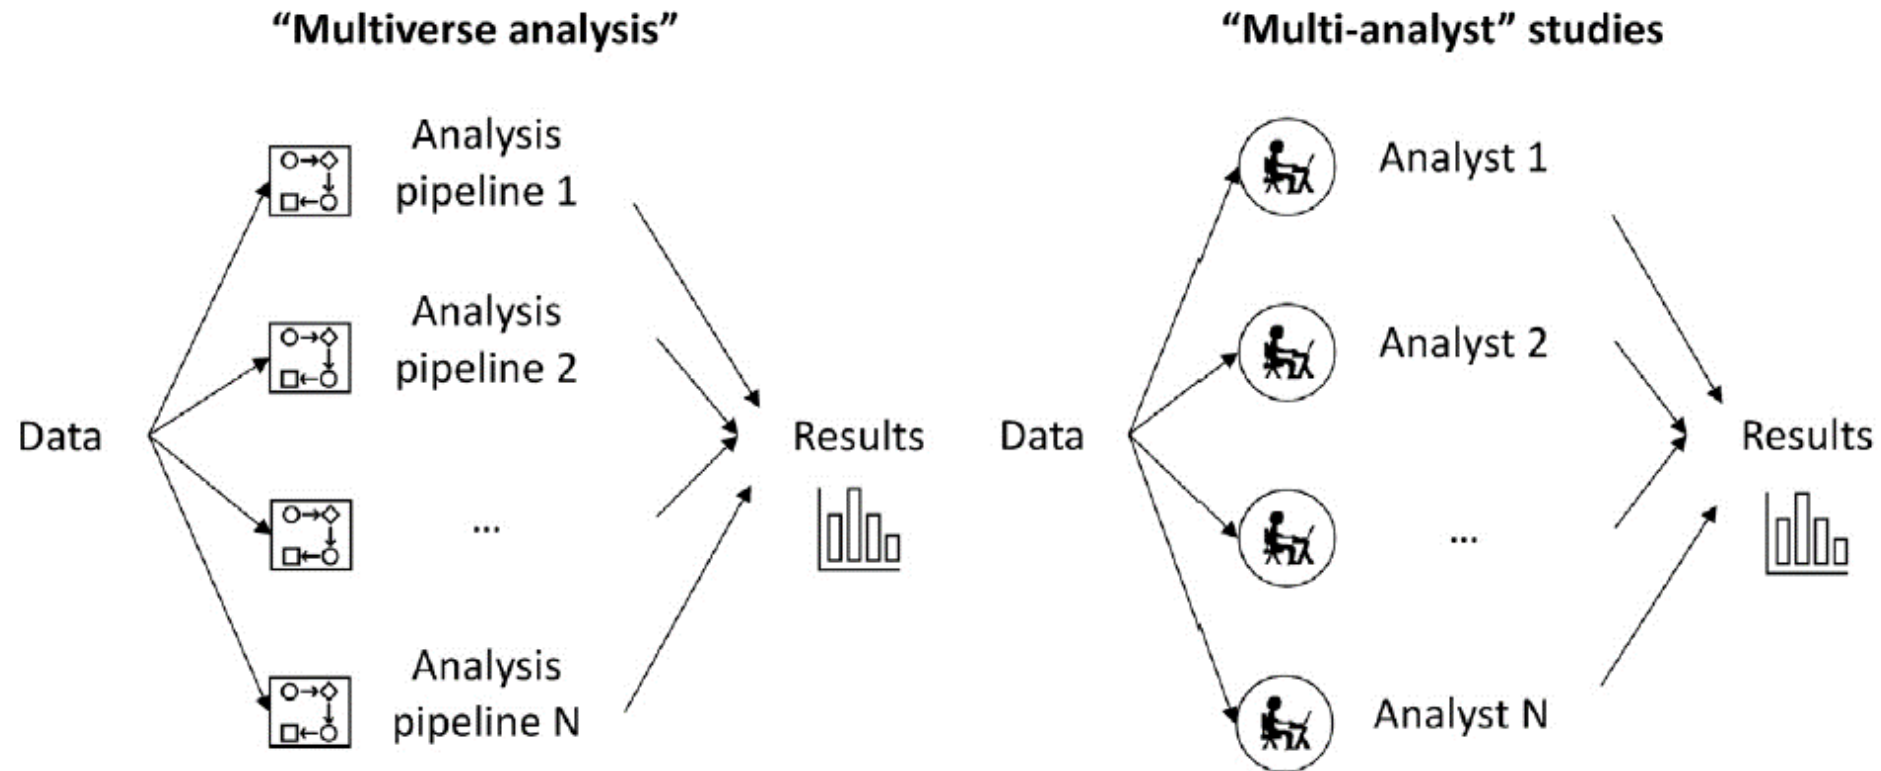 “Multiverse analysis”
Analysis
pipeline 1
Analysis
pipeline 2
Data
Results
...
Analysis
pipeline N
“Multi-analyst” studies
Analyst 1
Analyst 2
Data
Results
...
Analyst N